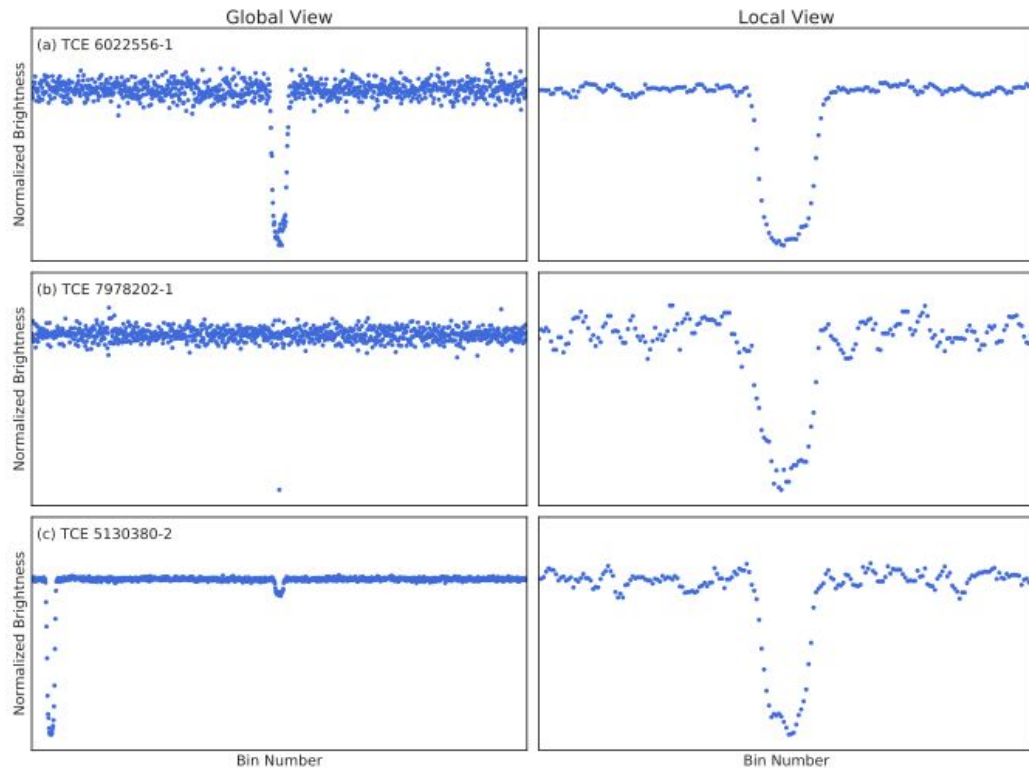 Global View
Local View
(a) TCE 6022556-1
Normalized Brightness
(b) TCE 7978202-1
Normalized Brightness
(c) TCE 5130380-2
Normalized Brightness
Bin Number
Bin Number